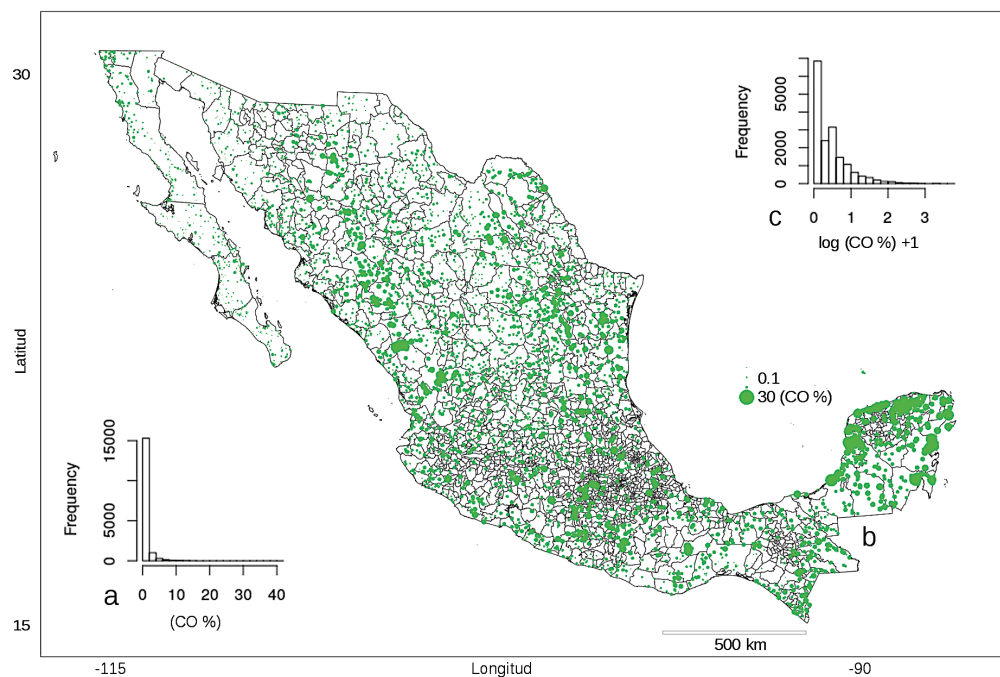 30
Latitud
15
-115
Longitud
-90
500 km
Frequency
0
5000
15000
0
10
20
30
40
(CO %)
a
Frequency
0
2000
5000
0
1
2
3
log (CO %) +1
c
0.1
30 (CO %)
b